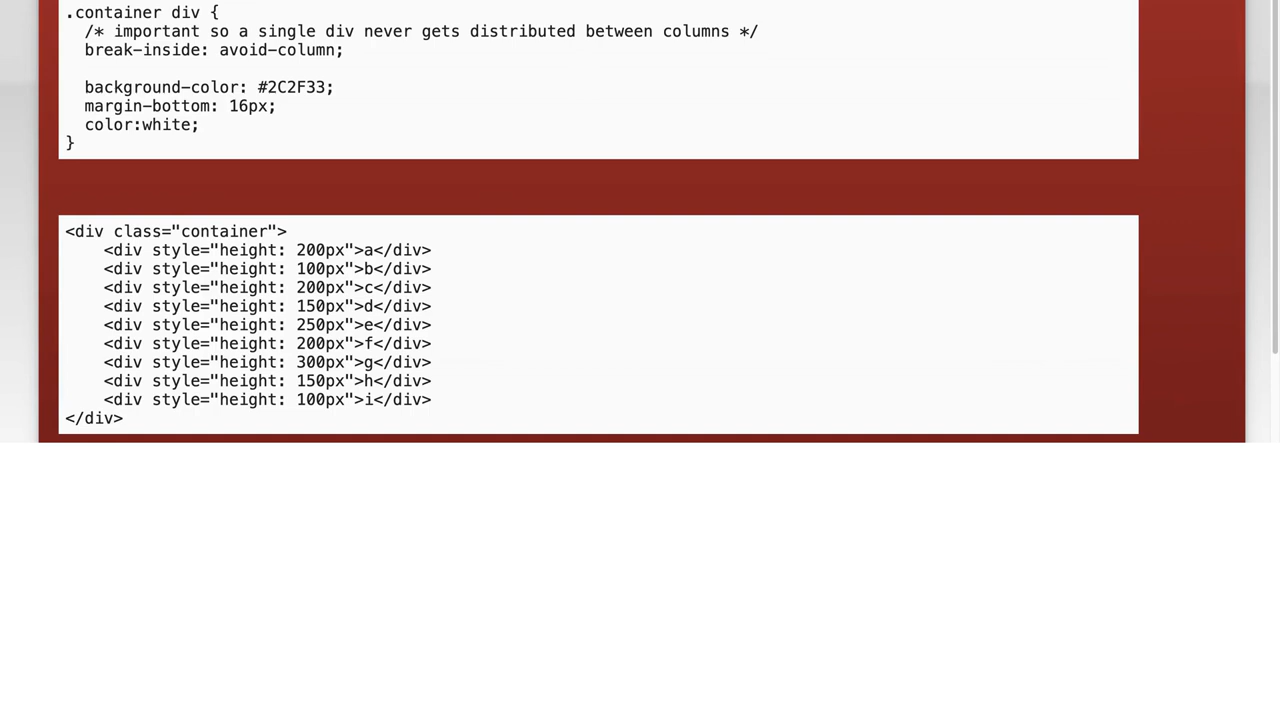 .container div {
  /* important so a single div never gets distributed between columns */
  break-inside: avoid-column;
  background-color: #2C2F33;
  margin-bottom: 16px;
  color:white;
}
<div class="container">
    <div style="height: 200px">a</div>
    <div style="height: 100px">b</div>
    <div style="height: 200px">c</div>
    <div style="height: 150px">d</div>
    <div style="height: 250px">e</div>
    <div style="height: 200px">f</div>
    <div style="height: 300px">g</div>
    <div style="height: 150px">h</div>
    <div style="height: 100px">i</div>
</div>